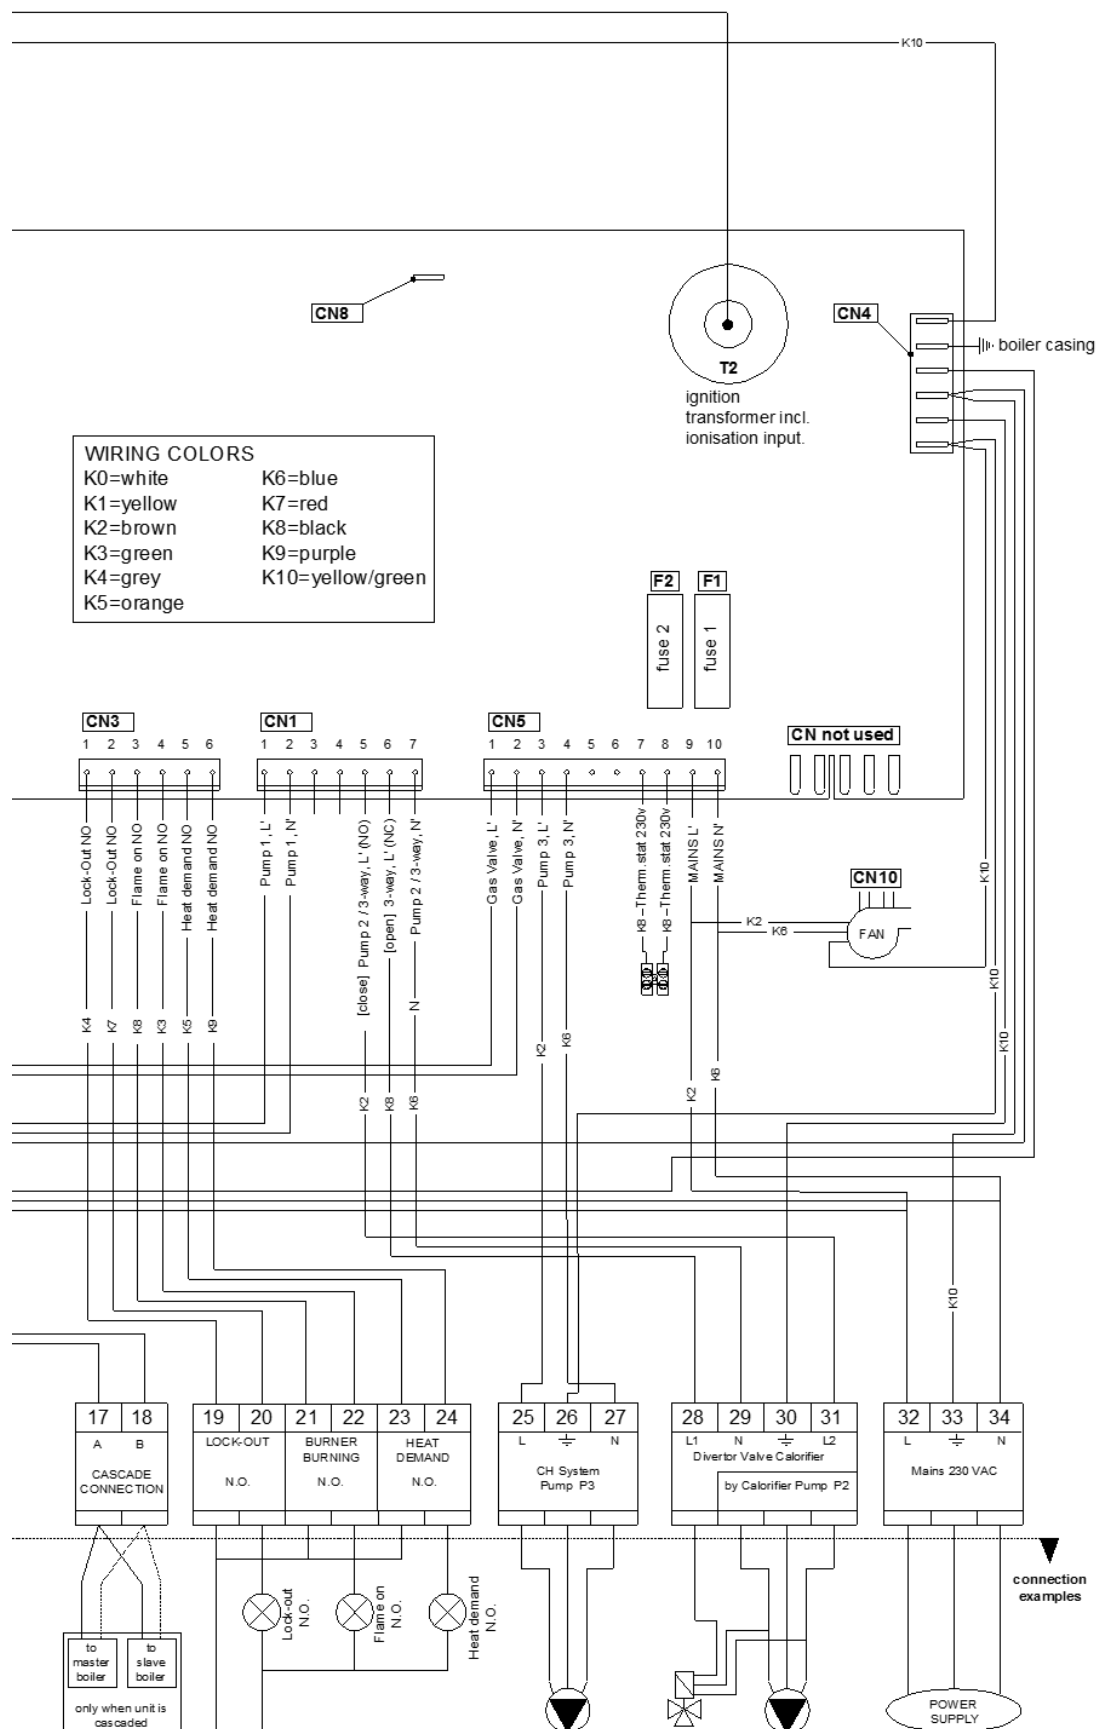 K10
CN8
CN4
boiler casing
T2
ignition
transformer incl.
ionisation input.
WIRING COLORS
K0=white
K1=yellow
K2=brown
K3=green
K4=grey
K5=orange
K6=blue
K7=red
K8=black
K9=purple
K10=yellow/green
F2
F1
fuse 2
fuse 1
CN3
1 2 3 4 5 6
CN1
1 2 3 4 5 6 7
CN5
1 2 3 4 5 6 7 8 9 10
CN not used
Lock-Out NO
Lock-Out NO
Flame on NO
Flame on NO
Heat demand NO
Heat demand NO
Pump 1, L'
Pump 1, N'
[close] Pump 2 / 3-way, L' (NO)
[open] 3-way, L' (NC)
N Pump 2 / 3-way, N'
Gas Valve, L'
Gas Valve, N'
Pump 3, L'
Pump 3, N'
K8 Therm.stat 230v
K8 Therm.stat 230v
MAINS L'
MAINS N'
CN10
FAN
K2
K6
K10
K10
K10
K4
K7
K8
K3
K5
K9
K2
K8
K6
K2
K6
K2
K6
K10
17 18
A B
CASCADE
CONNECTION
19 20 21 22 23 24
LOCK-OUT
N.O.
BURNER
BURNING
N.O.
HEAT
DEMAND
N.O.
25 26 27
L N
CH System
Pump P3
28 29 30 31
L1 N L2
Divertor Valve Calorifier
by Calorifier Pump P2
32 33 34
L N
Mains 230 VAC
connection
examples
Lock-out
N.O.
Flame on
N.O.
Heat demand
N.O.
to
master
boiler
to
slave
boiler
only when unit is
cascaded
POWER
SUPPLY